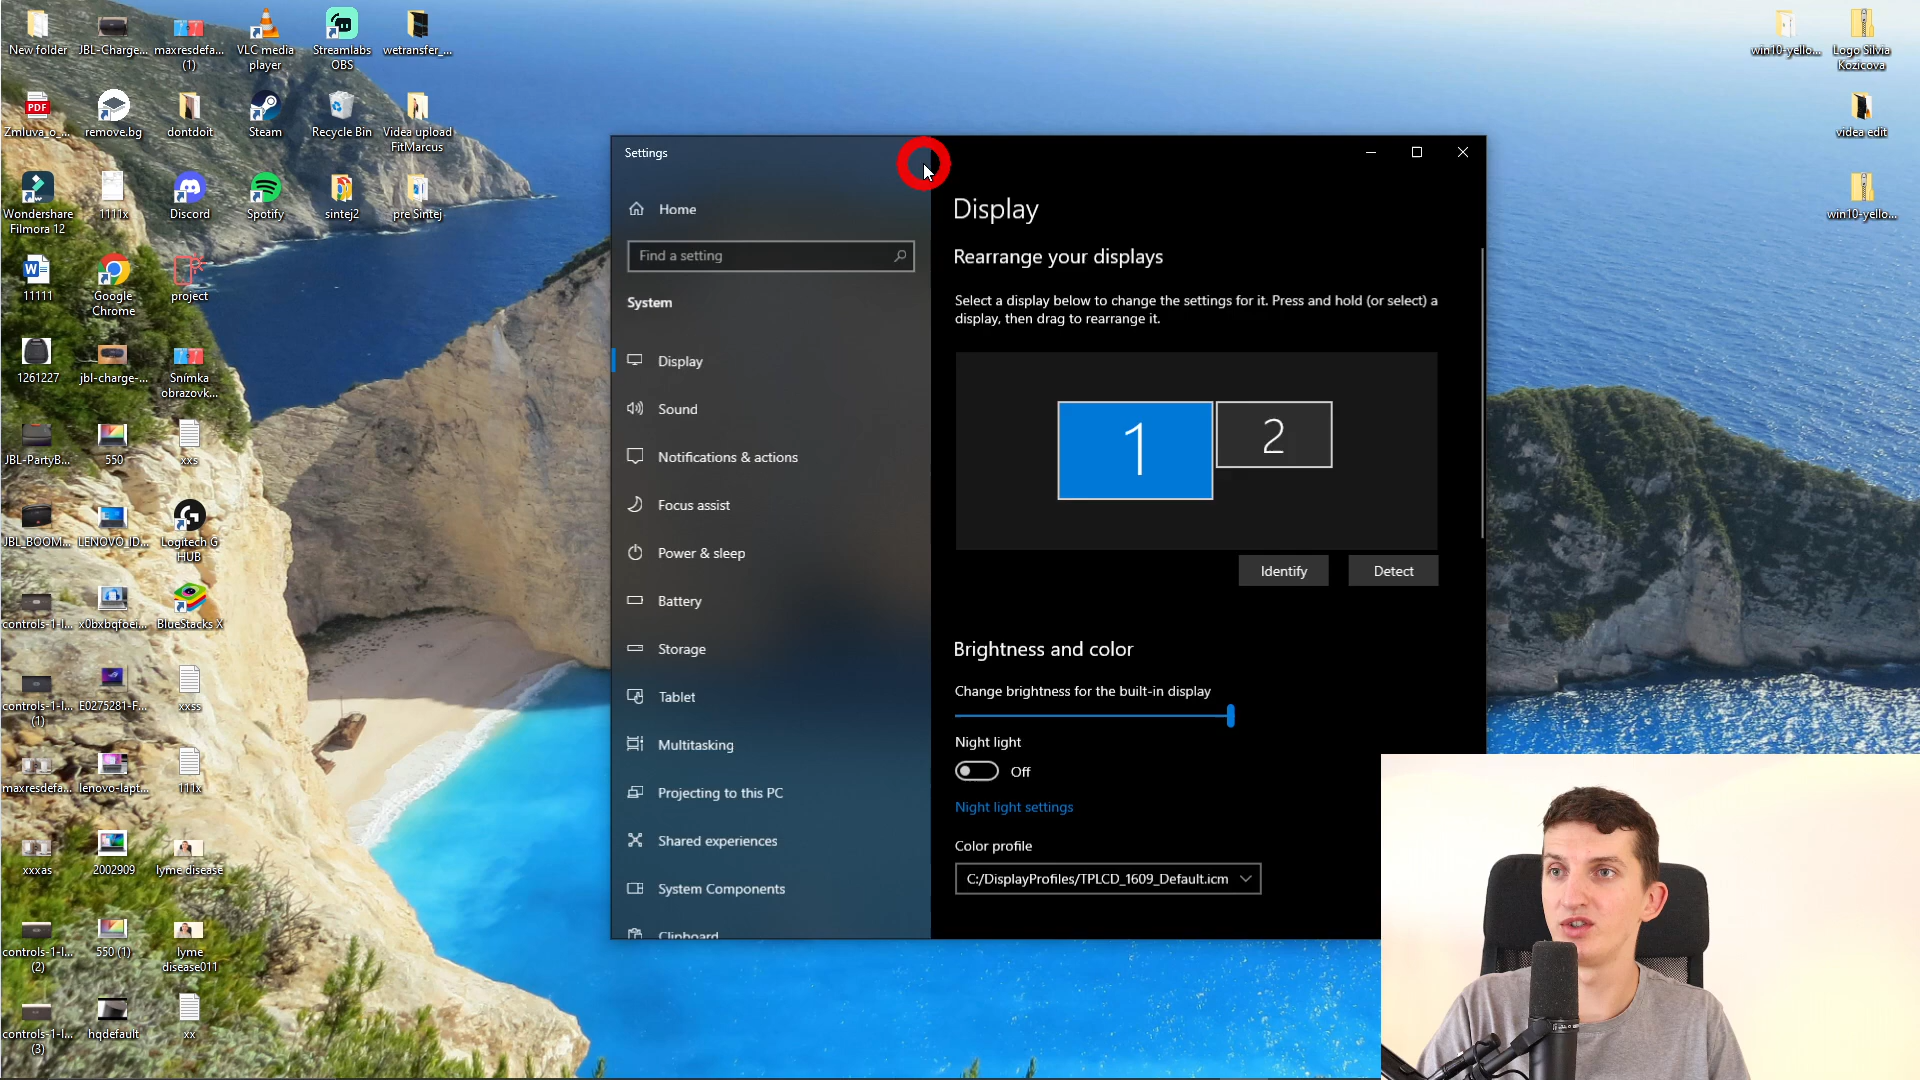 New folder
JBL-Charge...
maxresdefa...
(1)
VLC media
player
Streamlabs
OBS
wetransfer_...
win10-yello...
Logo Silvia
Kozicova
PDF
Zmluva_o_...
remove.bg
dontdoit
Steam
Recycle Bin
Videa upload
FitMarcus
videa edit
Wondershare
Filmora 12
1111x
Discord
Spotify
sintej2
pre Sintej
win10-yello...
11111
Google
Chrome
project
1261227
jbl-charge-...
Snímka
obrazovk...
JBL-PartyB...
550
xxs
JBL_BOOM...
LENOVO_ID...
Logitech G
HUB
controls-1-l...
x0bxbqfoei...
BlueStacks X
controls-1-l...
(1)
E0275281-F...
xxss
maxresdefa...
lenovo-lapt...
111x
xxxas
2002909
lyme disease
controls-1-l...
(2)
550 (1)
lyme
disease011
controls-1-l...
(3)
hqdefault
xx
Settings
Home
Find a setting
System
Display
Sound
Notifications & actions
Focus assist
Power & sleep
Battery
Storage
Tablet
Multitasking
Projecting to this PC
Shared experiences
System Components
Clipboard
Display
Rearrange your displays
Select a display below to change the settings for it. Press and hold (or select) a
display, then drag to rearrange it.
1
2
Identify
Detect
Brightness and color
Change brightness for the built-in display
Night light
Off
Night light settings
Color profile
C:/DisplayProfiles/TPLCD_1609_Default.icm